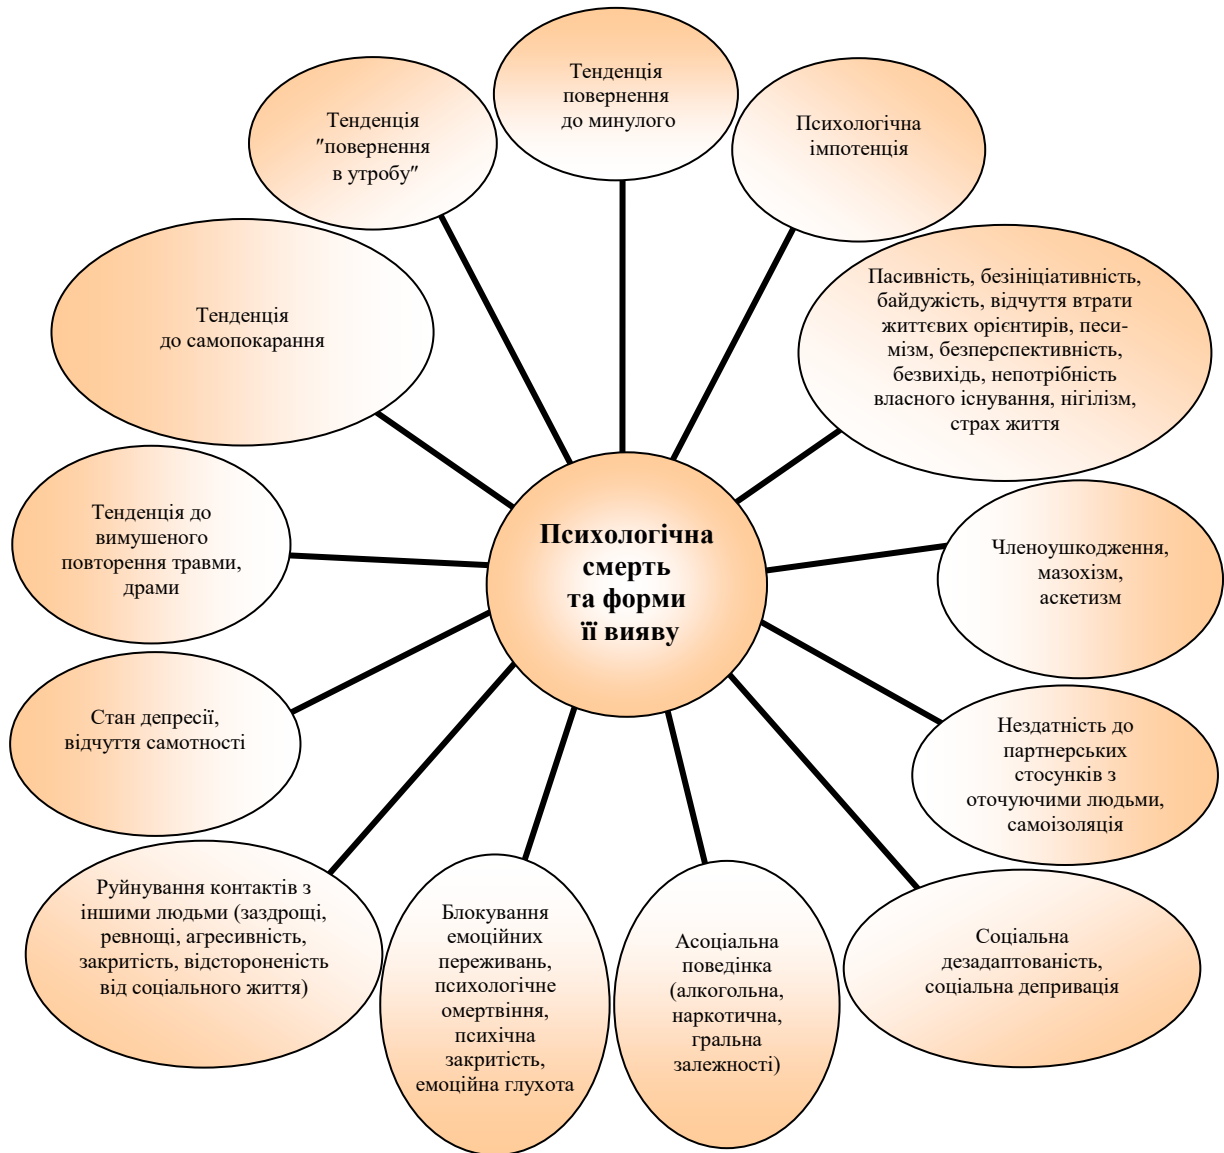 Тенденція
повернення
до минулого
Тенденція
"повернення
в утробу"
Психологічна
імпотенція
Тенденція
до самопокарання
Пасивність, безініціативність,
байдужість, відчуття втрати
життєвих орієнтирів, песи-
мізм, безперспективність,
безвихідь, непотрібність
власного існування, нігілізм,
страх життя
Тенденція до
вимушеного
повторення травми,
драми
Психологічна
смерть
та форми
її вияву
Членоушкодження,
мазохізм,
аскетизм
Стан депресії,
відчуття самотності
Нездатність до
партнерських
стосунків з
оточуючими людьми,
самоізоляція
Руйнування контактів з
іншими людьми (заздрощі,
ревнощі, агресивність,
закритість, відстороненість
від соціального життя)
Блокування
емоційних
переживань,
психологічне
омертвіння,
психічна
закритість,
емоційна глухота
Асоціальна
поведінка
(алкогольна,
наркотична,
гральна
залежності)
Соціальна
дезадаптованість,
соціальна депривація